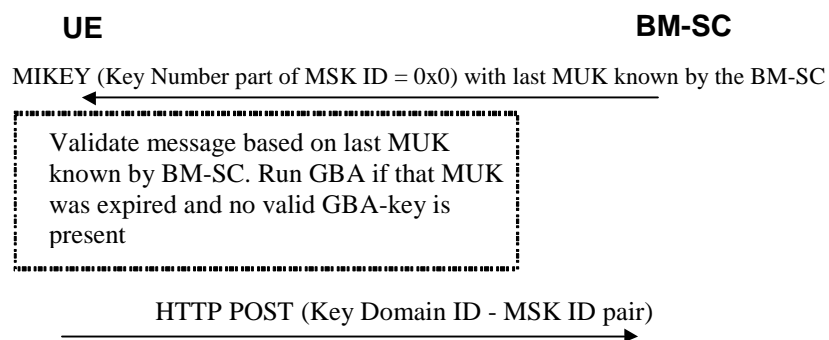 UE
BM-SC
MIKEY (Key Number part of MSK ID = 0x0) with last MUK known by the BM-SC
Validate message based on last MUK
known by BM-SC. Run GBA if that MUK
was expired and no valid GBA-key is
present
HTTP POST (Key Domain ID - MSK ID pair)